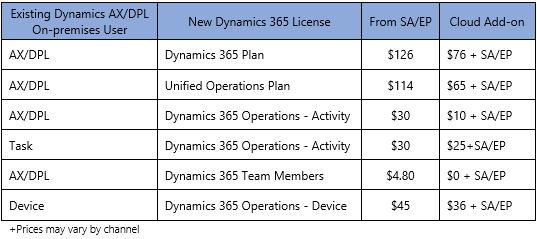 Existing Dynamics AX/DPL On-premises User New Dynamics 365 License From SA/EP Cloud Add-on
AX/DPL Dynamics 365 Plan $126 $76 + SA/EP
AX/DPL Unified Operations Plan $114 $65 + SA/EP
AX/DPL Dynamics 365 Operations - Activity $30 $10 + SA/EP
Task Dynamics 365 Operations - Activity $30 $25+SA/EP
AX/DPL Dynamics 365 Team Members $4.80 $0 + SA/EP
Device Dynamics 365 Operations - Device $45 $36 + SA/EP
+Prices may vary by channel